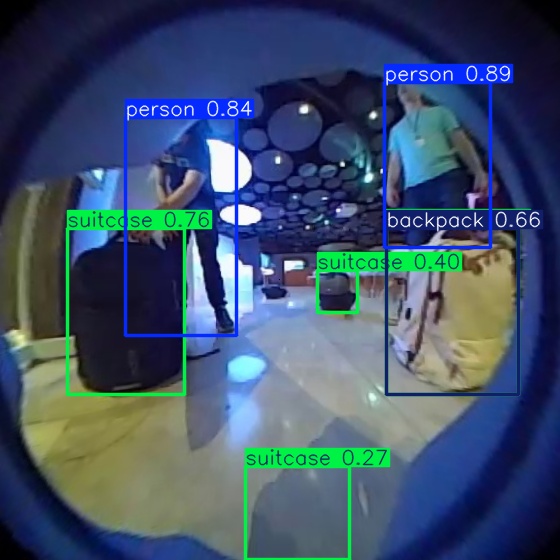 person 0.89
person 0.84
suitcase 0.76
backpack 0.66
suitcase 0.40
suitcase 0.27